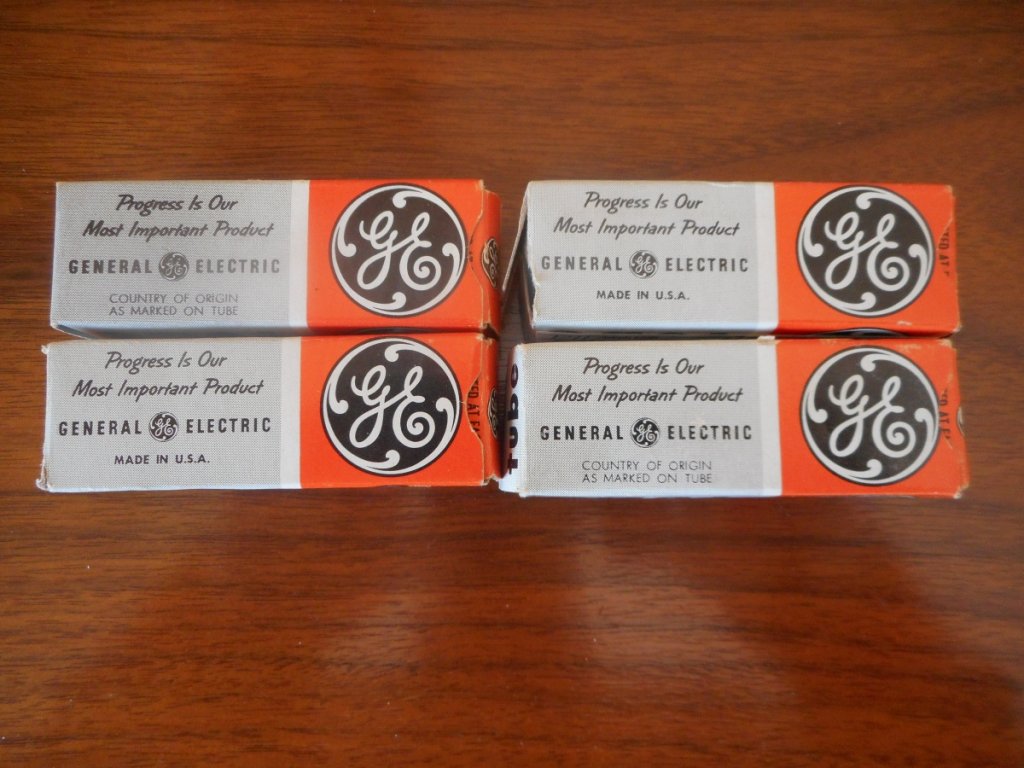 Progress Is Our
Most Important Product
GENERAL GE ELECTRIC
COUNTRY OF ORIGIN
AS MARKED ON TUBE
GE
Progress Is Our
Most Important Product
GENERAL GE ELECTRIC
MADE IN U.S.A.
GE
Progress Is Our
Most Important Product
GENERAL GE ELECTRIC
MADE IN U.S.A.
GE
tube
Progress Is Our
Most Important Product
GENERAL GE ELECTRIC
COUNTRY OF ORIGIN
AS MARKED ON TUBE
GE